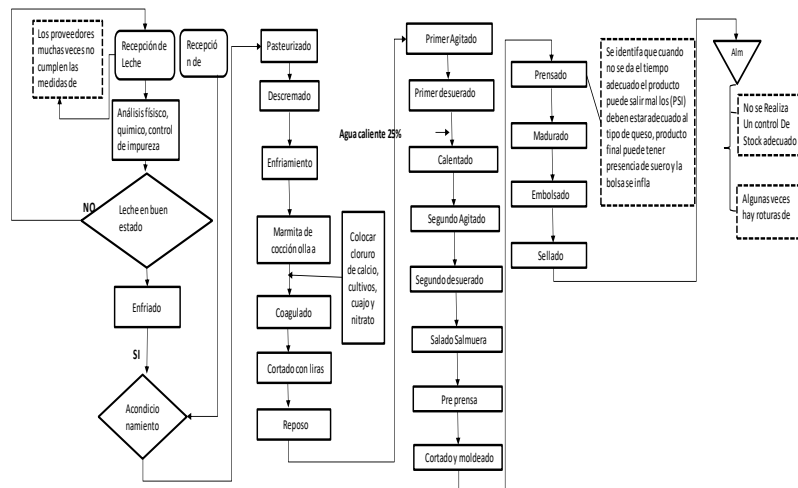 Los proveedores
muchas veces no
cumplen las
medidas de
Recepción de
Leche
Recepció
n de
Análisis físisco,
quimico, control
de impureza
NO
Leche en buen
estado
Enfriado
SI
Acondicio
namiento
Pasteurizado
Descremado
Enfriamiento
Marmita de
cocción olla a
Colocar
cloruro
de calcio,
cultivos,
cuajo y
nitrato
Coagulado
Cortado con liras
Reposo
Primer Agitado
Primer desuerado
Agua caliente 25%
Calentado
Segundo Agitado
Segundo desuerado
Salado Salmuera
Pre prensa
Cortado y moldeado
Prensado
Madurado
Embolsado
Sellado
Se identifa que cuando
no se da el tiempo
adecuado el producto
puede salir mal los (PSI)
deben estar adecuado al
tipo de queso, producto
final puede tener
presencia de suero y la
bolsa se infla
Alm
No se Realiza
Un control De
Stock adecuado
Algunas veces
hay roturas de